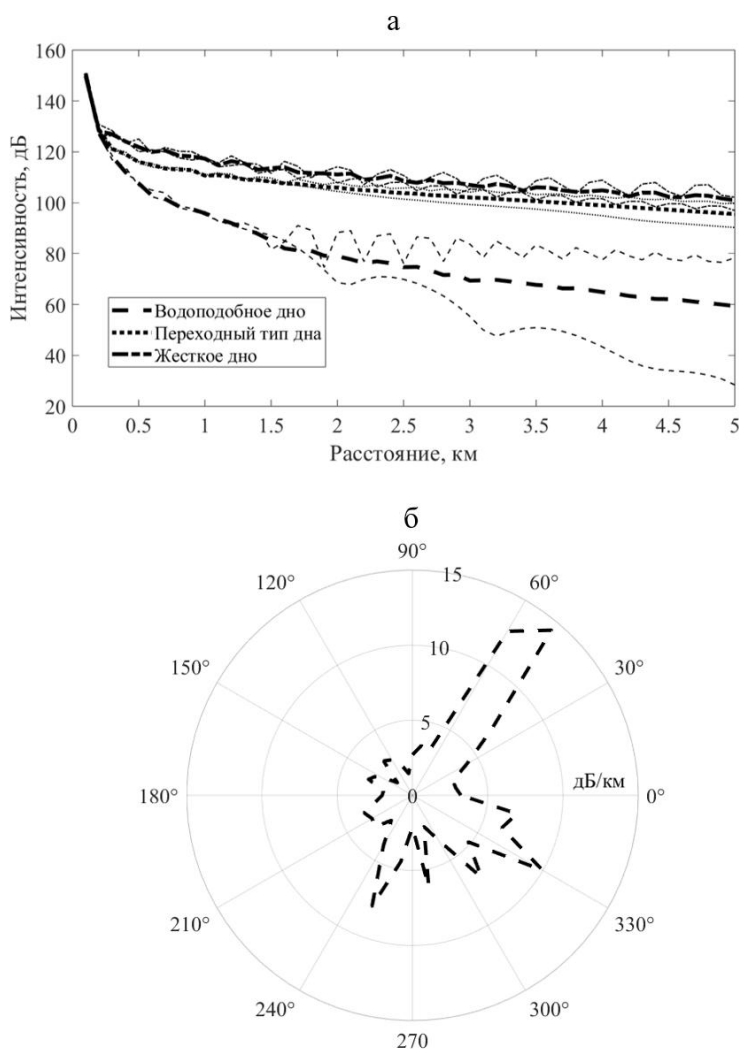 а
160
140
120
100
80
60
40
20
Интенсивность, дБ
Водоподобное дно
Переходный тип дна
Жесткое дно
0 0.5 1 1.5 2 2.5 3 3.5 4 4.5 5
Расстояние, км
б
90°
120° 15 60°
10
150° 30°
5
180° 0 дБ/км 0°
210° 330°
240° 300°
270